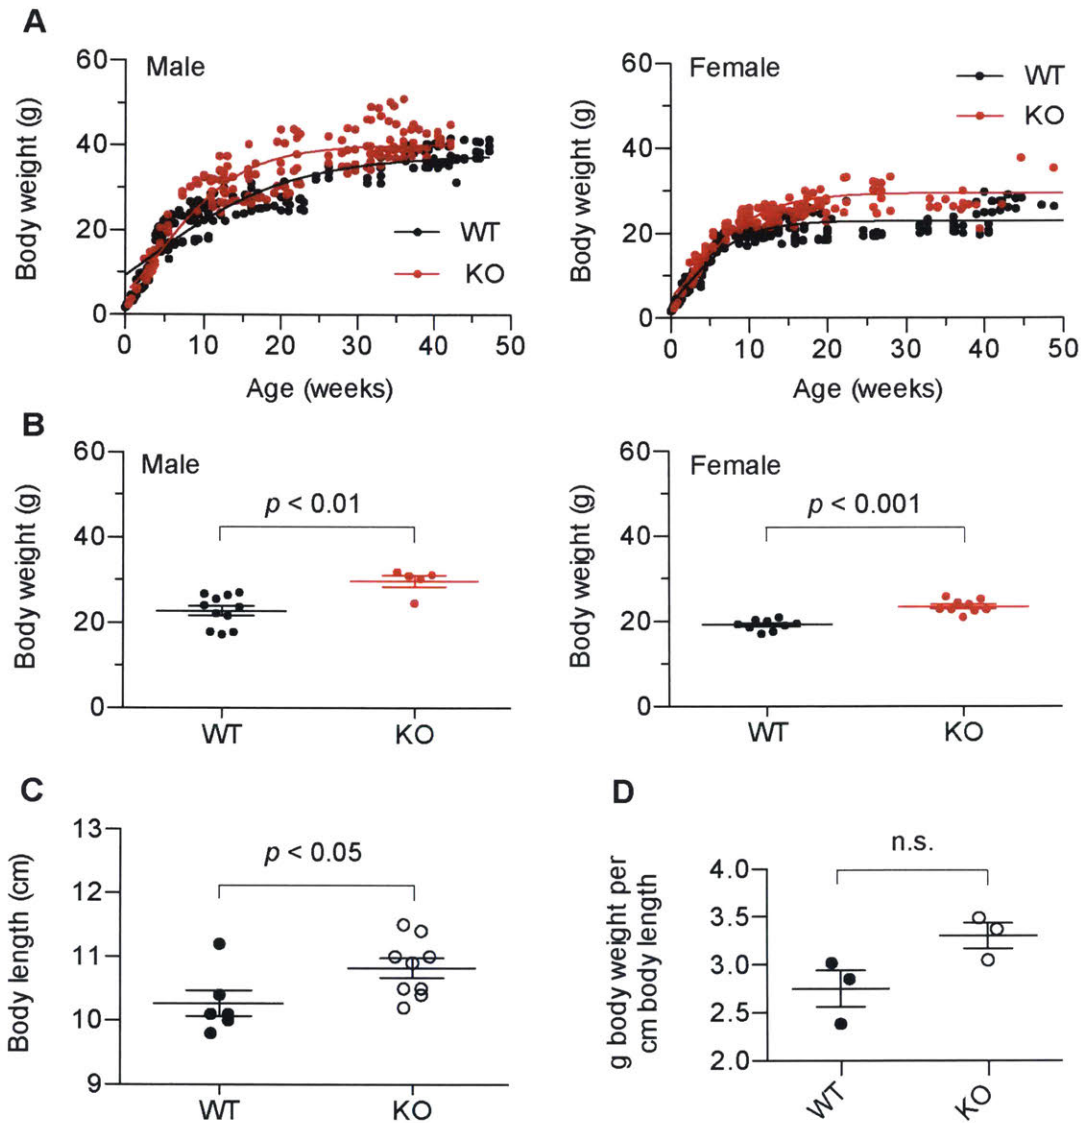 A
Male
Body weight (g)
60
40
20
0
0 10 20 30 40 50
Age (weeks)
WT
KO
Female
Body weight (g)
60
40
20
0
0 10 20 30 40 50
Age (weeks)
WT
KO
B
Male
Body weight (g)
60
40
20
0
p < 0.01
WT KO
Female
Body weight (g)
60
40
20
0
p < 0.001
WT KO
C
Body length (cm)
13
12
11
10
9
p < 0.05
WT KO
D
g body weight per
cm body length
4.0
3.5
3.0
2.5
2.0
n.s.
WT KO